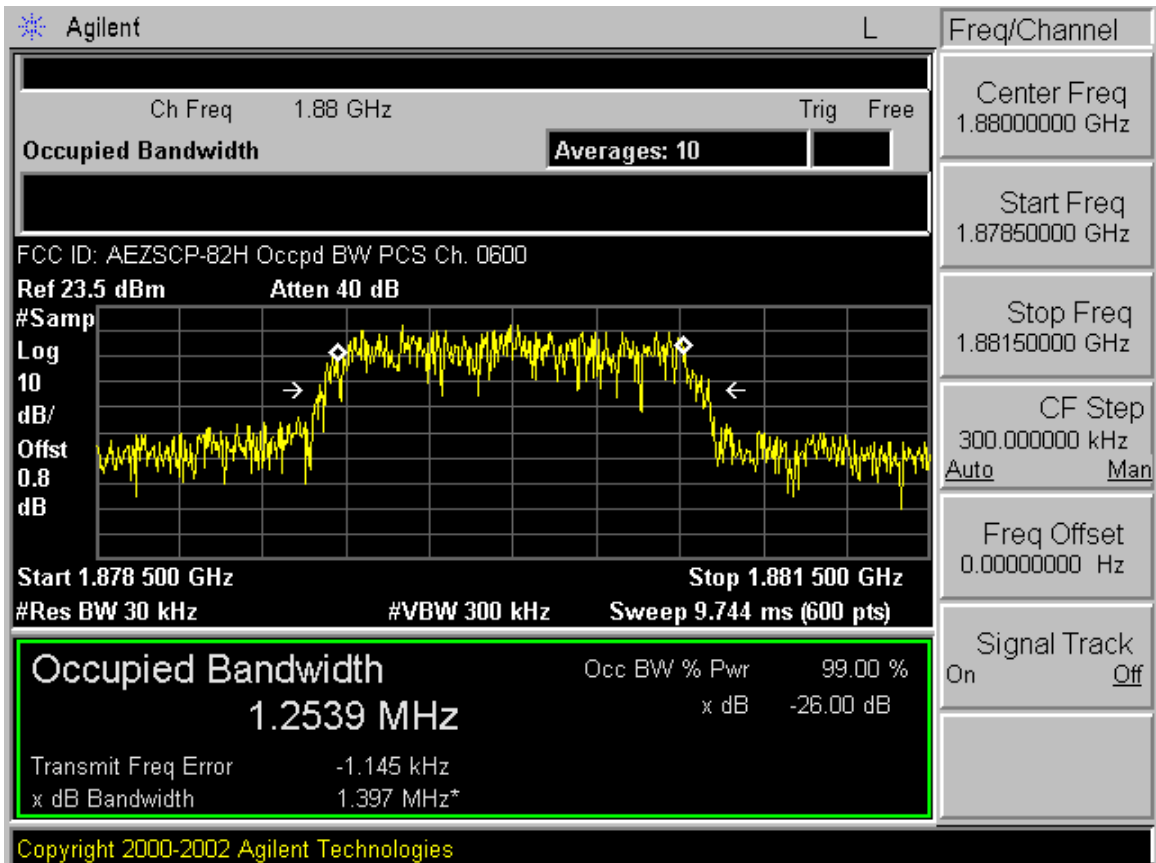 Agilent L
Freq/Channel
Ch Freq 1.88 GHz Trig Free
Occupied Bandwidth Averages: 10
FCC ID: AEZSCP-82H Occpd BW PCS Ch. 0600
Ref 23.5 dBm Atten 40 dB
#Samp
Log
10
dB/
Offst
0.8
dB
Start 1.878 500 GHz Stop 1.881 500 GHz
#Res BW 30 kHz #VBW 300 kHz Sweep 9.744 ms (600 pts)
Occupied Bandwidth Occ BW % Pwr 99.00 %
1.2539 MHz x dB -26.00 dB
Transmit Freq Error -1.145 kHz
x dB Bandwidth 1.397 MHz*
Copyright 2000-2002 Agilent Technologies
Center Freq
1.88000000 GHz
Start Freq
1.87850000 GHz
Stop Freq
1.88150000 GHz
CF Step
300.000000 kHz
Auto Man
Freq Offset
0.00000000 Hz
Signal Track
On Off